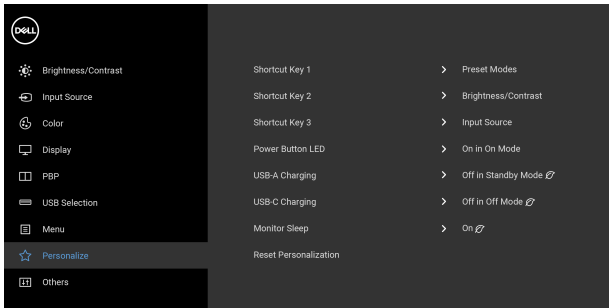 DELL
Brightness/Contrast
Input Source
Color
Display
PBP
USB Selection
Menu
Personalize
Others
Shortcut Key 1 > Preset Modes
Shortcut Key 2 > Brightness/Contrast
Shortcut Key 3 > Input Source
Power Button LED > On in On Mode
USB-A Charging > Off in Standby Mode
USB-C Charging > Off in Off Mode
Monitor Sleep > On
Reset Personalization